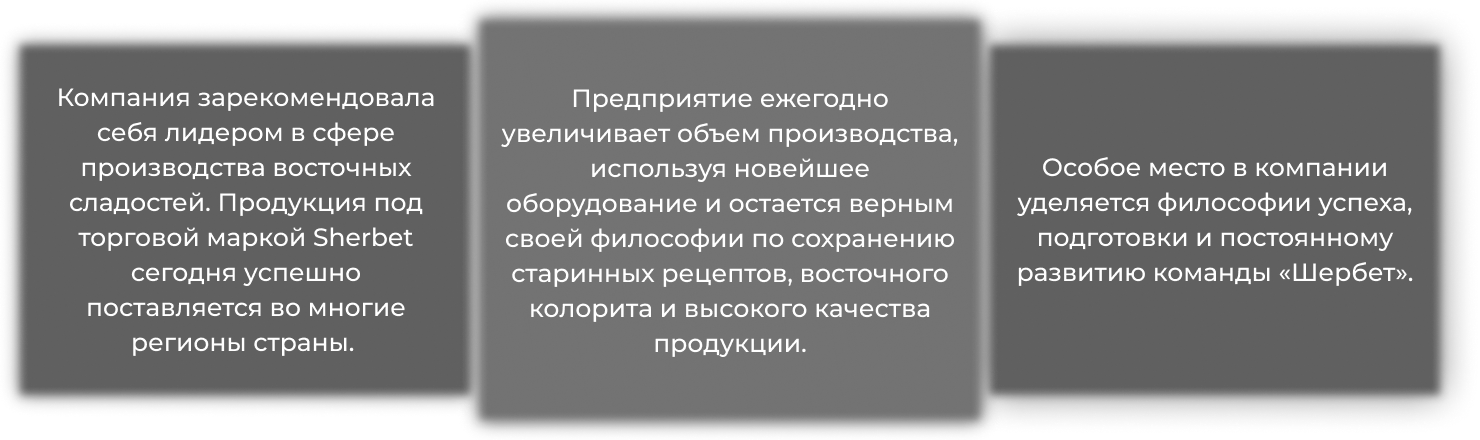 Компания зарекомендовала
себя лидером в сфере
производства восточных
сладостей. Продукция под
торговой маркой Sherbet
сегодня успешно
поставляется во многие
регионы страны.
Предприятие ежегодно
увеличивает объем производства,
используя новейшее
оборудование и остается верным
своей философии по сохранению
старинных рецептов, восточного
колорита и высокого качества
продукции.
Особое место в компании
уделяется философии успеха,
подготовки и постоянному
развитию команды «Шербет».